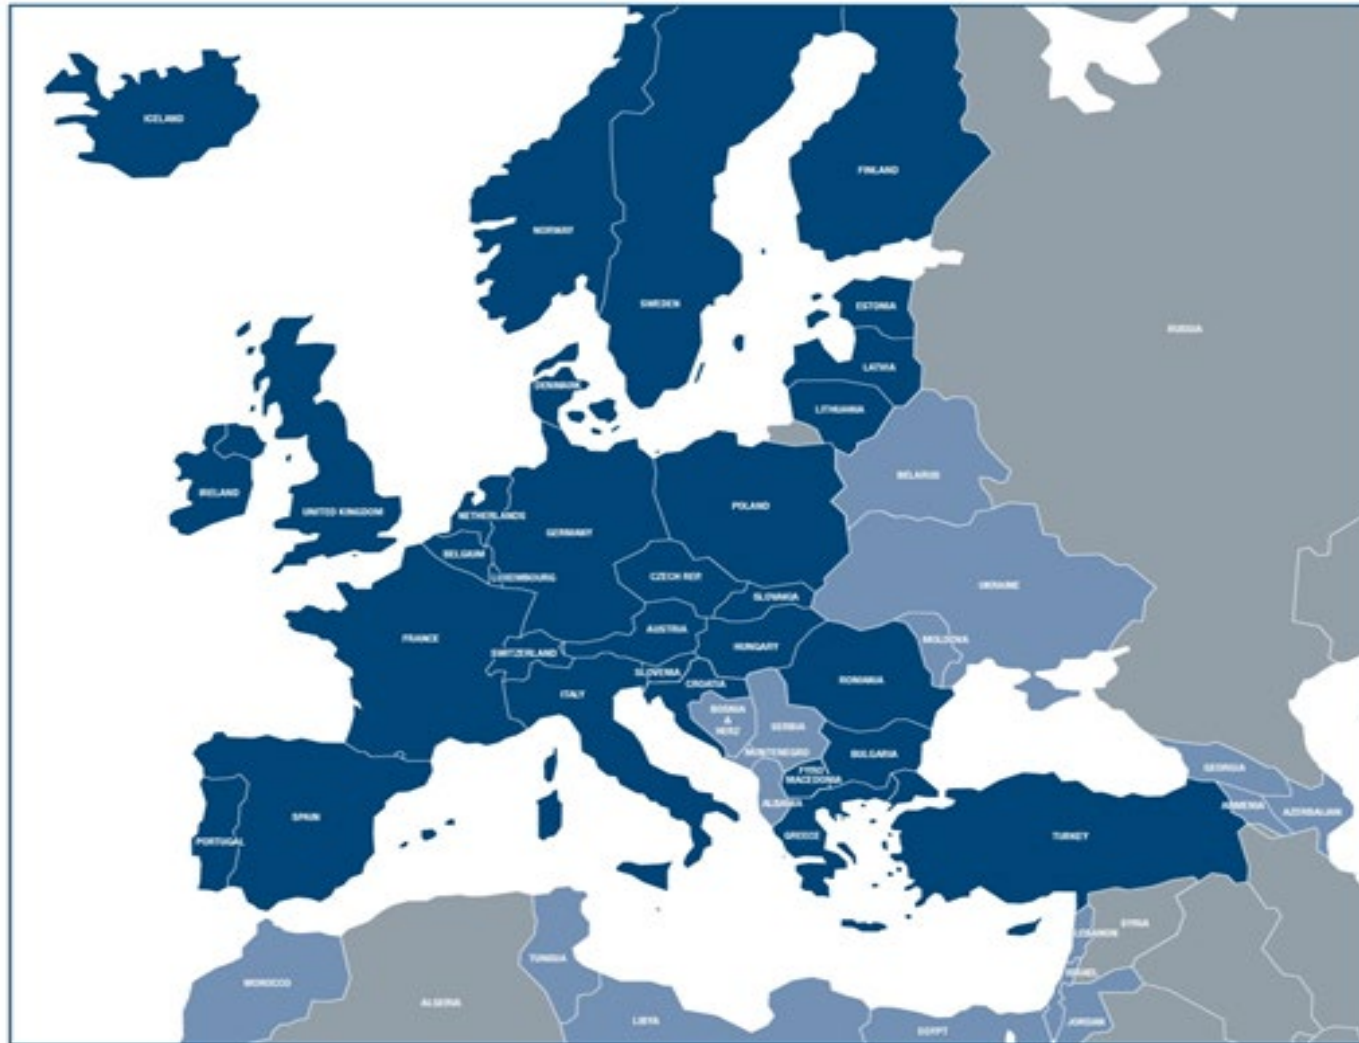 ICELAND
FINLAND
NORWAY
SWEDEN
ESTONIA
RUSSIA
LATVIA
DENMARK
LITHUANIA
BELARUS
IRELAND
UNITED KINGDOM
NETHERLANDS
GERMANY
POLAND
BELGIUM
LUXEMBOURG
CZECH REP.
SLOVAKIA
UKRAINE
FRANCE
AUSTRIA
HUNGARY
MOLDOVA
SWITZERLAND
SLOVENIA
CROATIA
ITALY
ROMANIA
BOSNIA
&
HERZ
SERBIA
MONTENEGRO
BULGARIA
FYRO
MACEDONIA
GEORGIA
ALBANIA
ARMENIA
AZERBAIJAN
SPAIN
PORTUGAL
GREECE
TURKEY
SYRIA
LEBANON
TUNISIA
ISRAEL
MOROCCO
ALGERIA
LIBYA
EGYPT
JORDAN